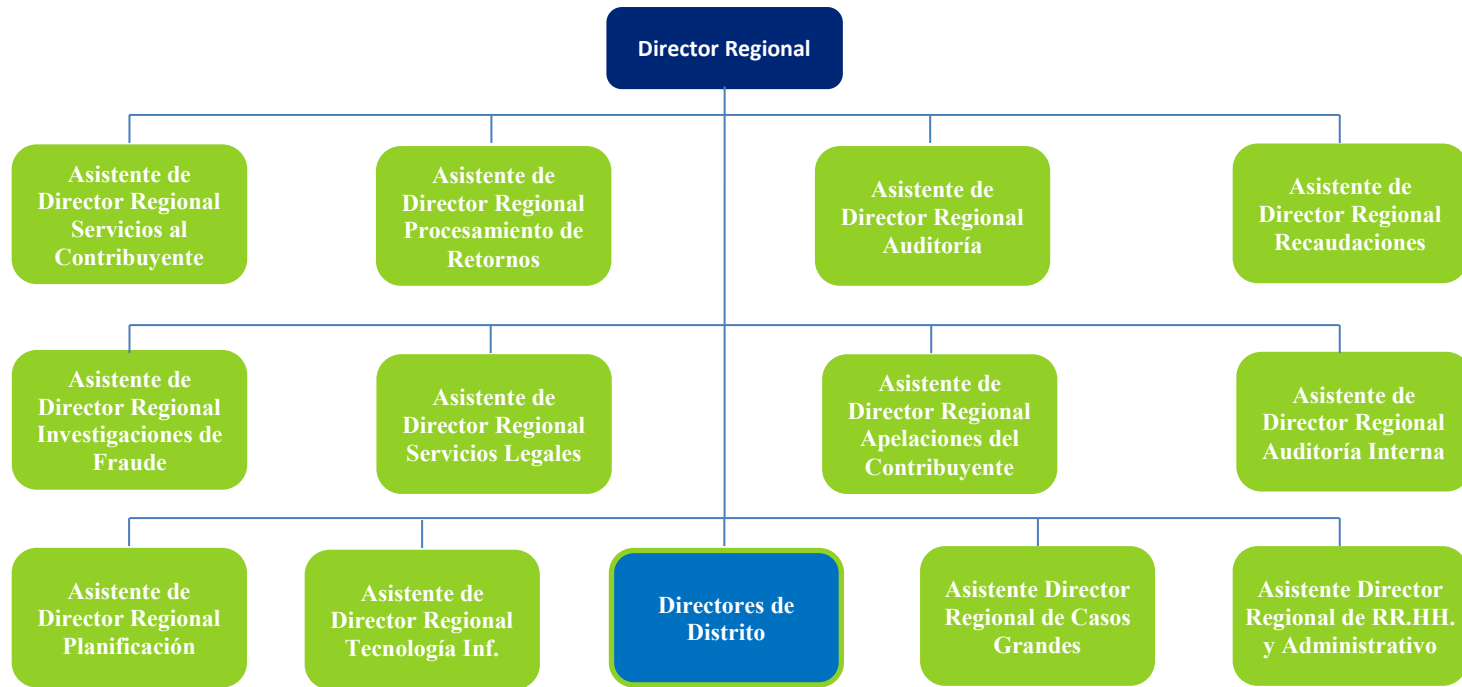 Director Regional
Asistente de
Director Regional
Servicios al
Contribuyente
Asistente de
Director Regional
Procesamiento de
Retornos
Asistente de
Director Regional
Auditoría
Asistente de
Director Regional
Recaudaciones
Asistente de
Director Regional
Investigaciones de
Fraude
Asistente de
Director Regional
Servicios Legales
Asistente de
Director Regional
Apelaciones del
Contribuyente
Asistente de
Director Regional
Auditoría Interna
Asistente de
Director Regional
Planificación
Asistente de
Director Regional
Tecnología Inf.
Directores de
Distrito
Asistente Director
Regional de Casos
Grandes
Asistente Director
Regional de RR.HH.
y Administrativo